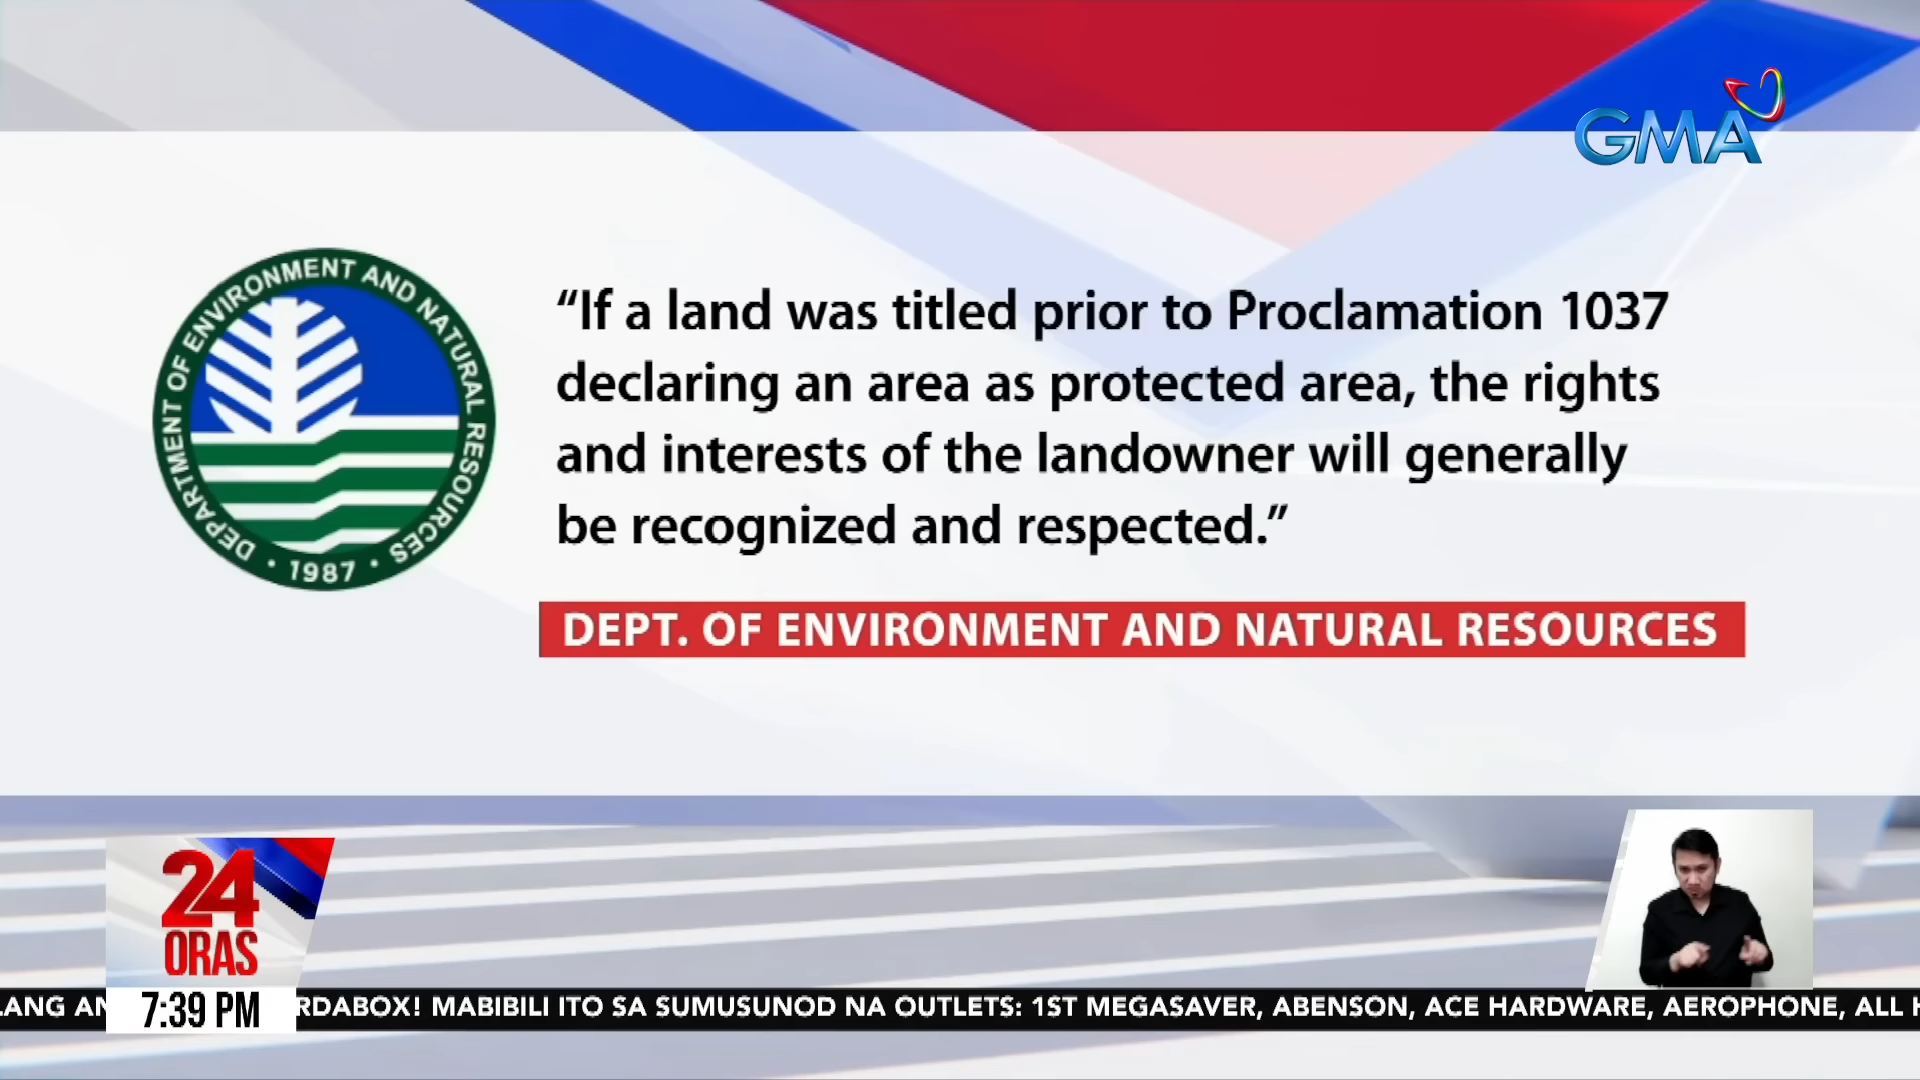 GMA
DEPARTMENT OF ENVIRONMENT AND NATURAL RESOURCES
• 1987 •
“If a land was titled prior to Proclamation 1037
declaring an area as protected area, the rights
and interests of the landowner will generally
be recognized and respected.”
DEPT. OF ENVIRONMENT AND NATURAL RESOURCES
24
ORAS
7:39 PM
LANG AN RDABOX! MABIBILI ITO SA SUMUSUNOD NA OUTLETS: 1ST MEGASAVER, ABENSON, ACE HARDWARE, AEROPHONE, ALL H